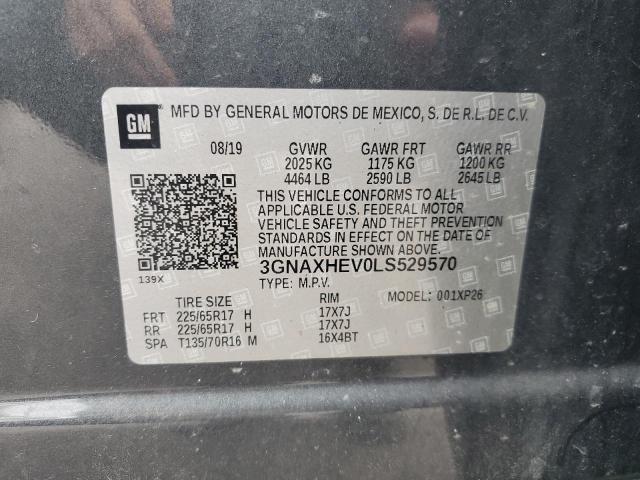 GM MFD BY GENERAL MOTORS DE MEXICO, S. DE R.L. DE C.V.
08/19 GVWR GAWR FRT GAWR RR
2025 KG 1175 KG 1200 KG
4464 LB 2590 LB 2645 LB
THIS VEHICLE CONFORMS TO ALL
APPLICABLE U.S. FEDERAL MOTOR
VEHICLE SAFETY AND THEFT PREVENTION
STANDARDS IN EFFECT ON THE DATE OF
MANUFACTURE SHOWN ABOVE.
3GNAXHEV0LS529570
139X TYPE: M.P.V.
TIRE SIZE RIM MODEL: 001XP26
FRT 225/65R17 H 17X7J
RR 225/65R17 H 17X7J
SPA T135/70R16 M 16X4BT